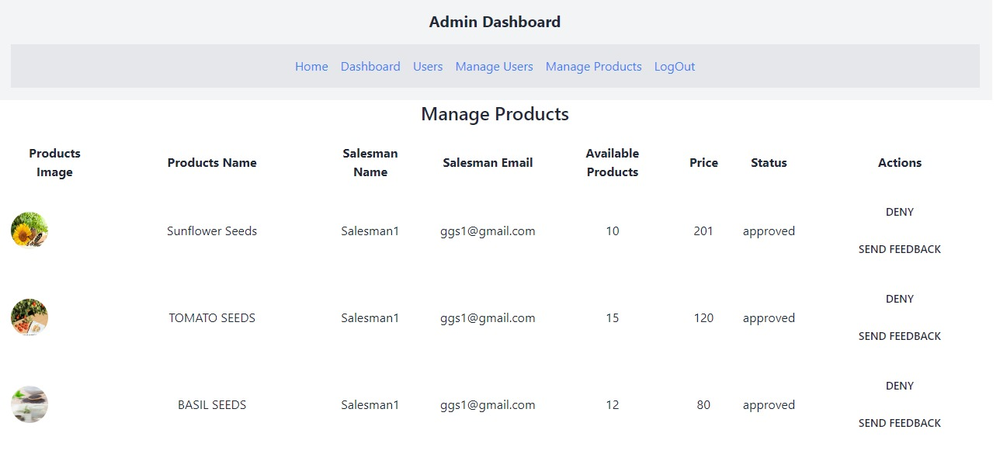 Admin Dashboard
Home Dashboard Users Manage Users Manage Products LogOut
Manage Products
Products Image Products Name Salesman Name Salesman Email Available Products Price Status Actions
Sunflower Seeds Salesman1 ggs1@gmail.com 10 201 approved DENY
SEND FEEDBACK
TOMATO SEEDS Salesman1 ggs1@gmail.com 15 120 approved DENY
SEND FEEDBACK
BASIL SEEDS Salesman1 ggs1@gmail.com 12 80 approved DENY
SEND FEEDBACK